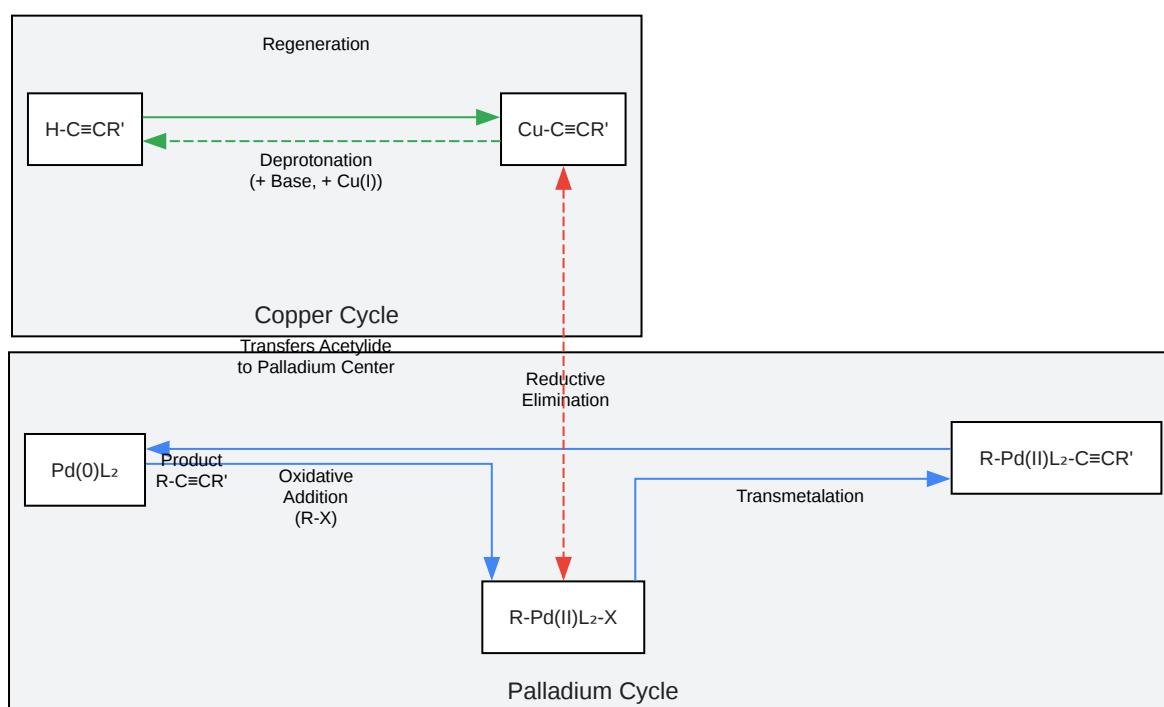 Regeneration
H-C≡CR'
Cu-C≡CR'
Deprotonation
(+ Base, + Cu(I))
Copper Cycle
Transfers Acetylide
to Palladium Center
Reductive
Elimination
Pd(0)L₂
Product
R-C≡CR'
Oxidative
Addition
(R-X)
R-Pd(II)L₂-C≡CR'
Transmetalation
R-Pd(II)L₂-X
Palladium Cycle